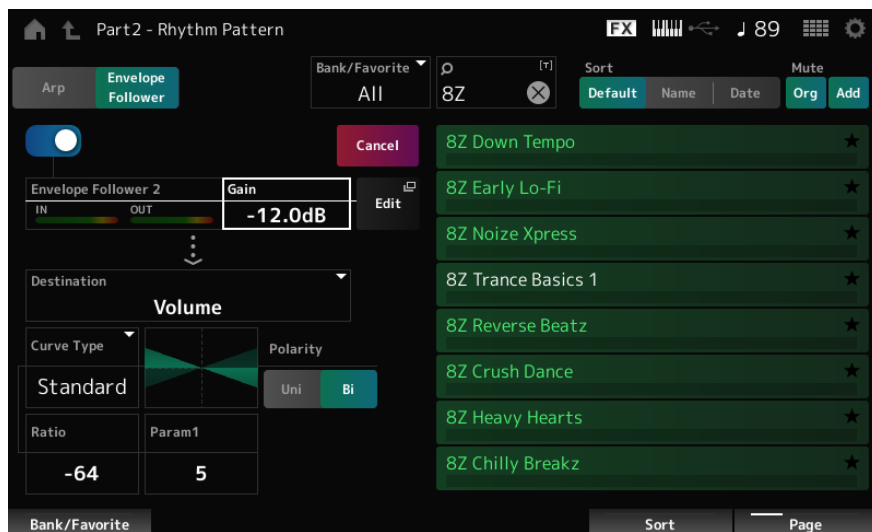 Part2 - Rhythm Pattern
FX
♩ 89
Arp
Envelope
Follower
Bank/Favorite
All
[T]
8Z
Sort
Default
Name
Date
Mute
Org
Add
Cancel
Envelope Follower 2
IN
OUT
Gain
-12.0dB
Edit
Destination
Volume
Curve Type
Standard
Polarity
Uni
Bi
Ratio
-64
Param1
5
8Z Down Tempo
8Z Early Lo-Fi
8Z Noize Xpress
8Z Trance Basics 1
8Z Reverse Beatz
8Z Crush Dance
8Z Heavy Hearts
8Z Chilly Breakz
Bank/Favorite
Sort
Page